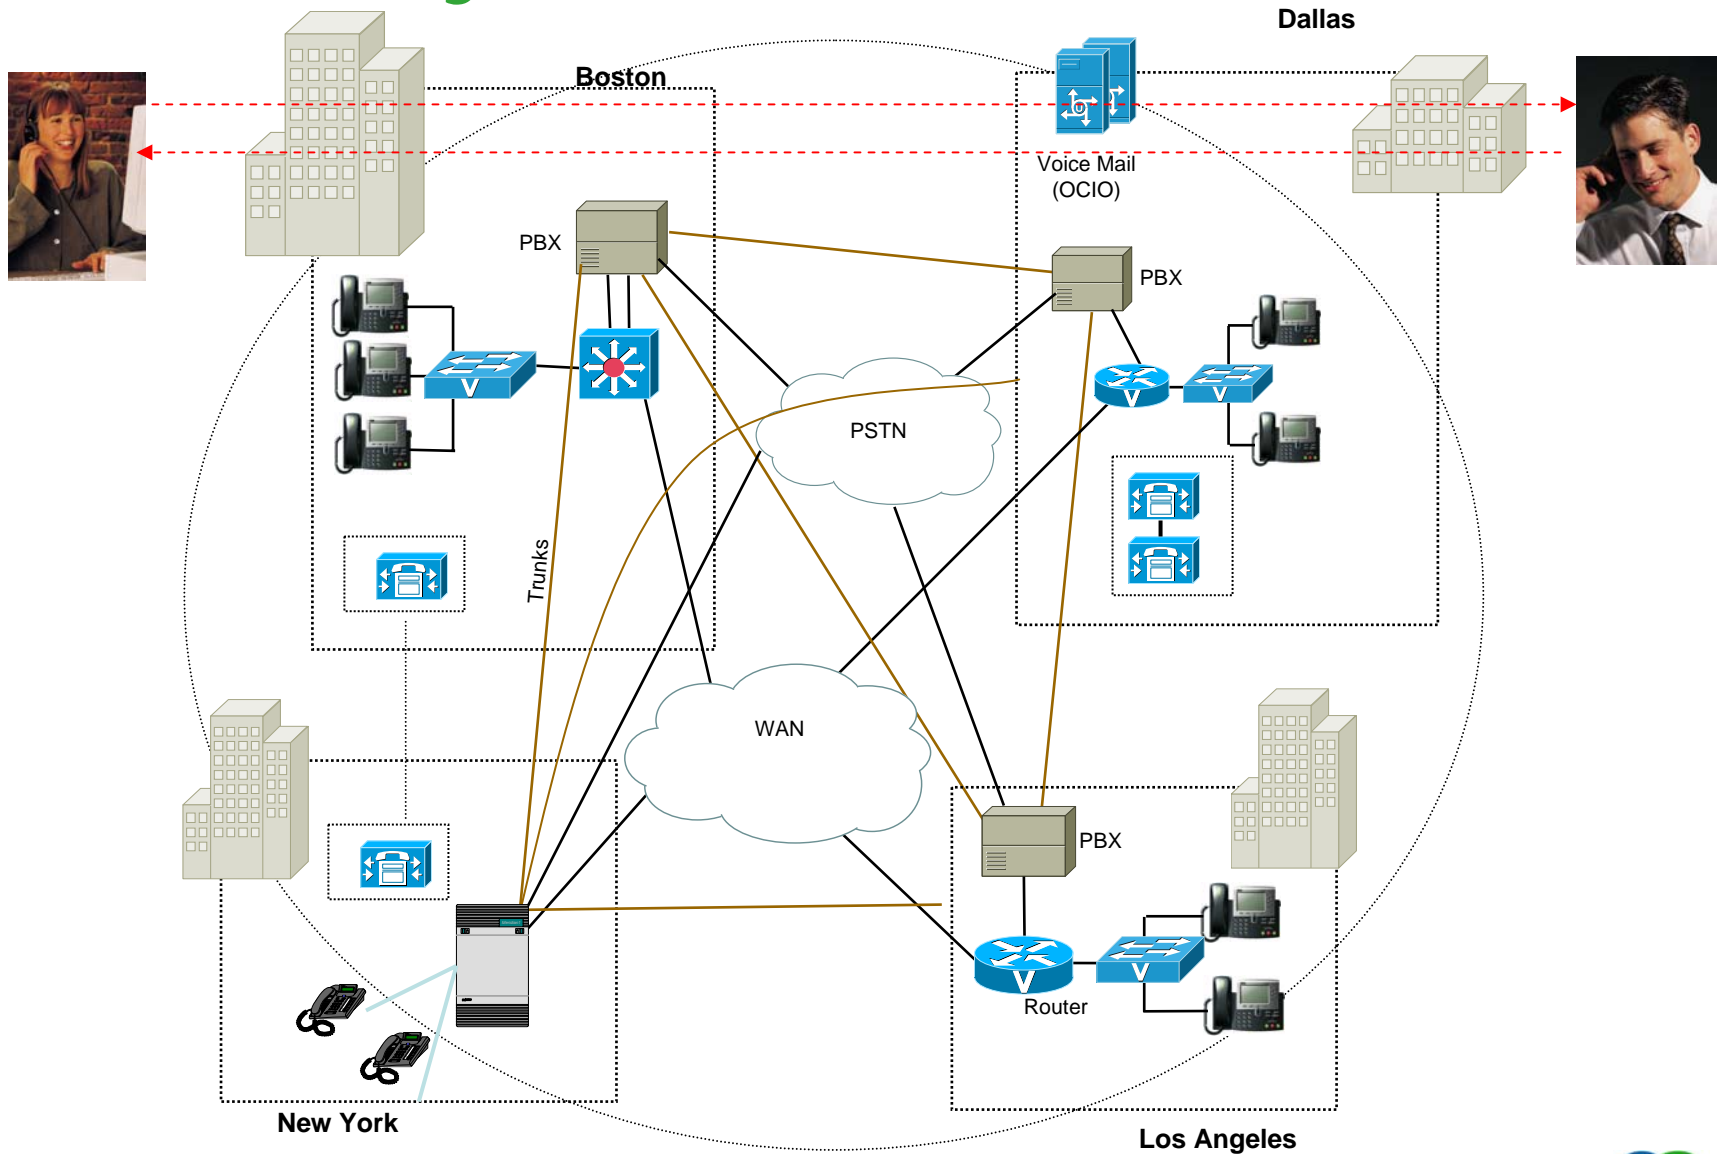 Dallas
Boston
Voice Mail
(OCIO)
PBX
PBX
V
V
V
PSTN
Trunks
WAN
PBX
V
V
Router
New York
Los Angeles